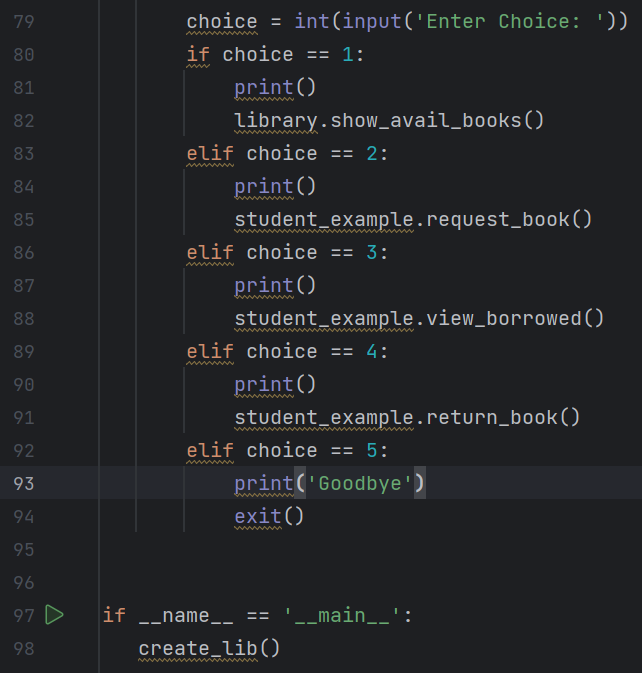 79 choice = int(input('Enter Choice: '))
80 if choice == 1:
81 print()
82 library.show_avail_books()
83 elif choice == 2:
84 print()
85 student_example.request_book()
86 elif choice == 3:
87 print()
88 student_example.view_borrowed()
89 elif choice == 4:
90 print()
91 student_example.return_book()
92 elif choice == 5:
93 print('Goodbye')
94 exit()
95
96
97 if __name__ == '__main__':
98 create_lib()